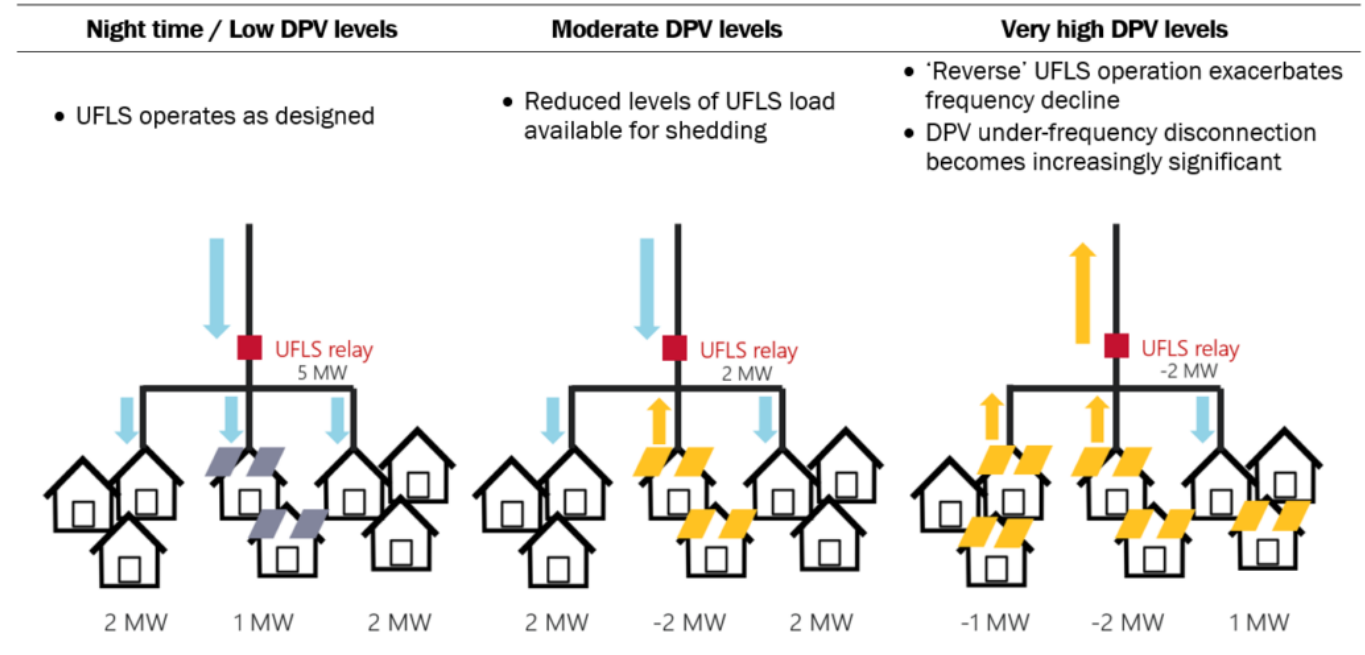 Night time / Low DPV levels
Moderate DPV levels
Very high DPV levels
• UFLS operates as designed
• Reduced levels of UFLS load
available for shedding
• ‘Reverse’ UFLS operation exacerbates
frequency decline
• DPV under-frequency disconnection
becomes increasingly significant
UFLS relay
5 MW
UFLS relay
2 MW
UFLS relay
-2 MW
2 MW
1 MW
2 MW
2 MW
-2 MW
2 MW
-1 MW
-2 MW
1 MW